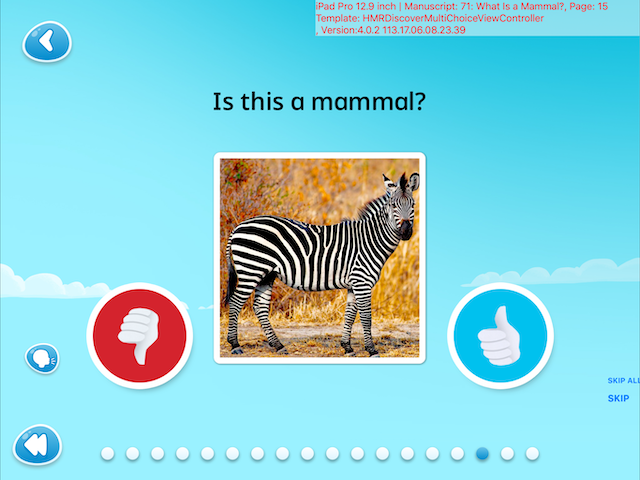 iPad Pro 12.9 inch | Manuscript: 71: What Is a Mammal?, Page: 15
Template: HMRDiscoverMultiChoiceViewController
, Version:4.0.2 113.17.06.08.23.39
Is this a mammal?
SKIP ALL
SKIP